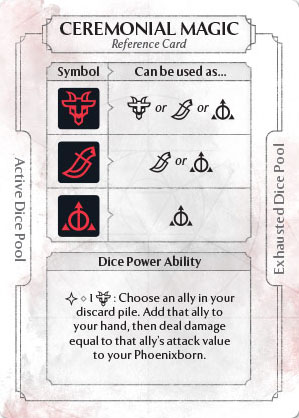 CEREMONIAL MAGIC
Reference Card
Symbol Can be used as...
or or
or
Active Dice Pool
Exhausted Dice Pool
Dice Power Ability
: Choose an ally in your
discard pile. Add that ally to
your hand, then deal damage
equal to that ally's attack value
to your Phoenixborn.